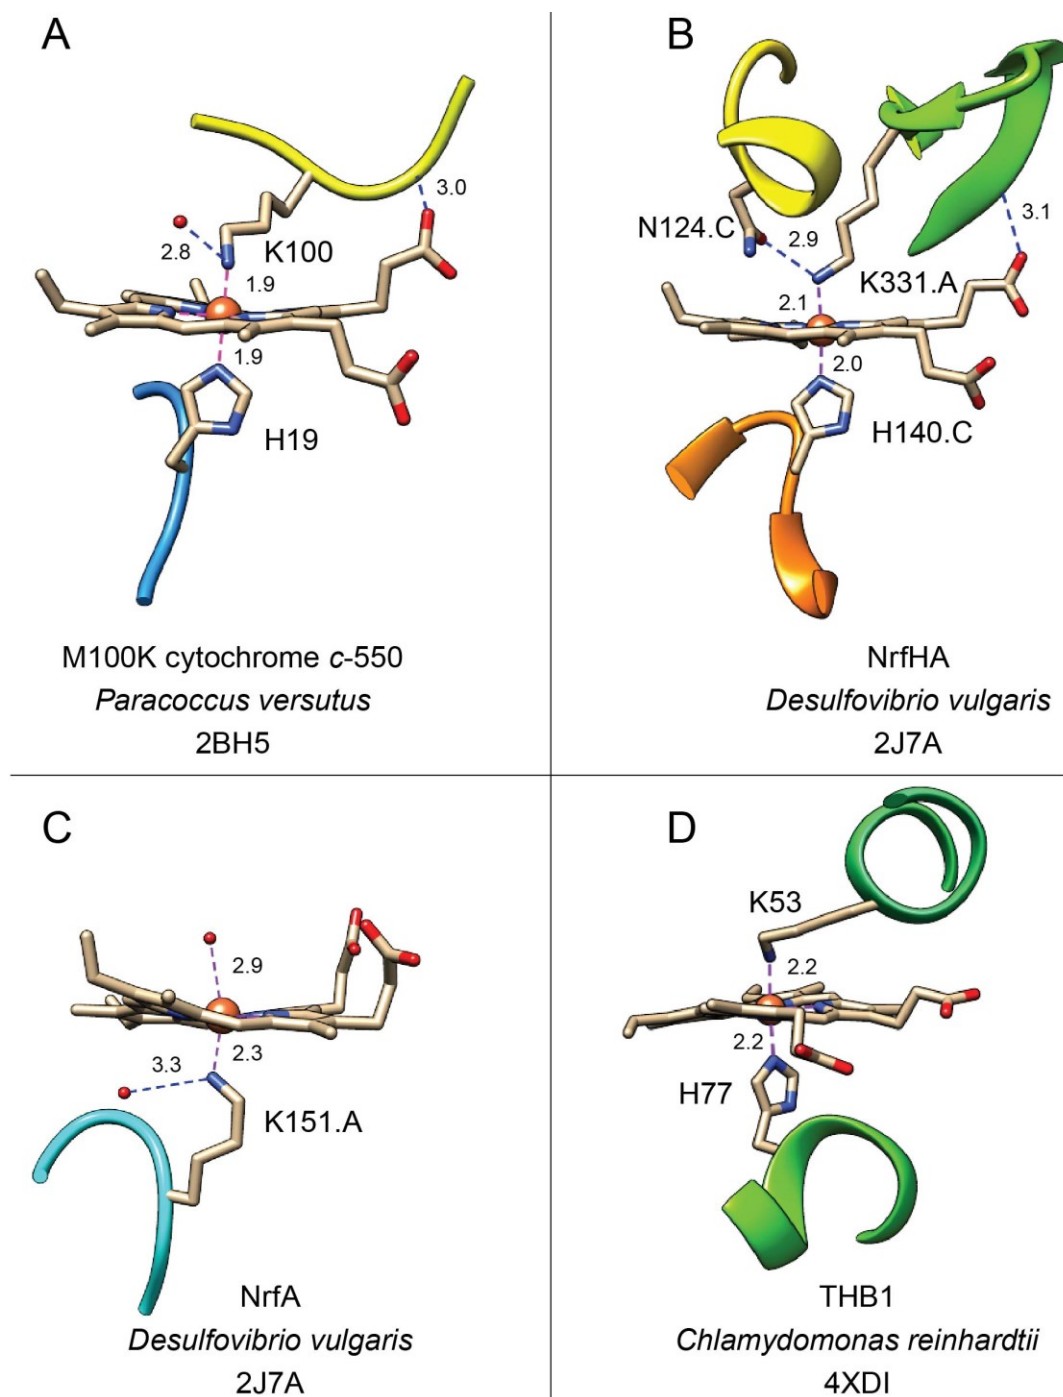 A
3.0
2.8
K100
1.9
1.9
H19
M100K cytochrome c-550
Paracoccus versutus
2BH5
B
N124.C
2.9
3.1
K331.A
2.1
2.0
H140.C
NrfHA
Desulfovibrio vulgaris
2J7A
C
2.9
2.3
3.3
K151.A
NrfA
Desulfovibrio vulgaris
2J7A
D
K53
2.2
2.2
H77
THB1
Chlamydomonas reinhardtii
4XDI